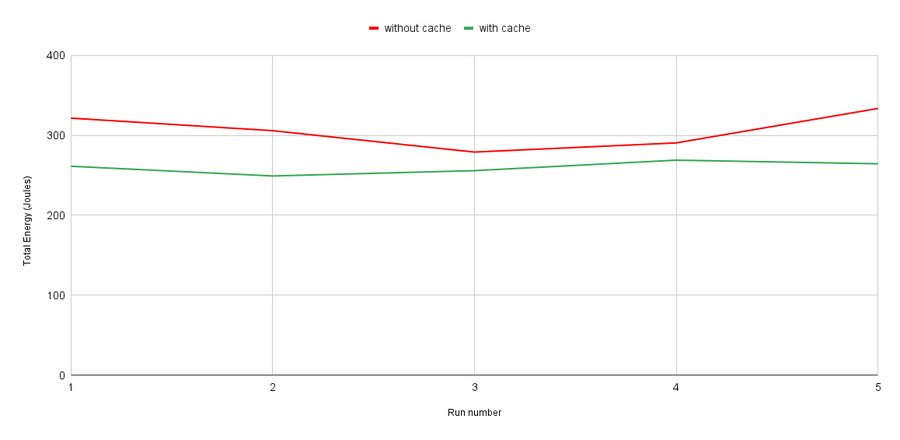 without cache with cache
400
300
200
100
0
Total Energy (Joules)
1 2 3 4 5
Run number